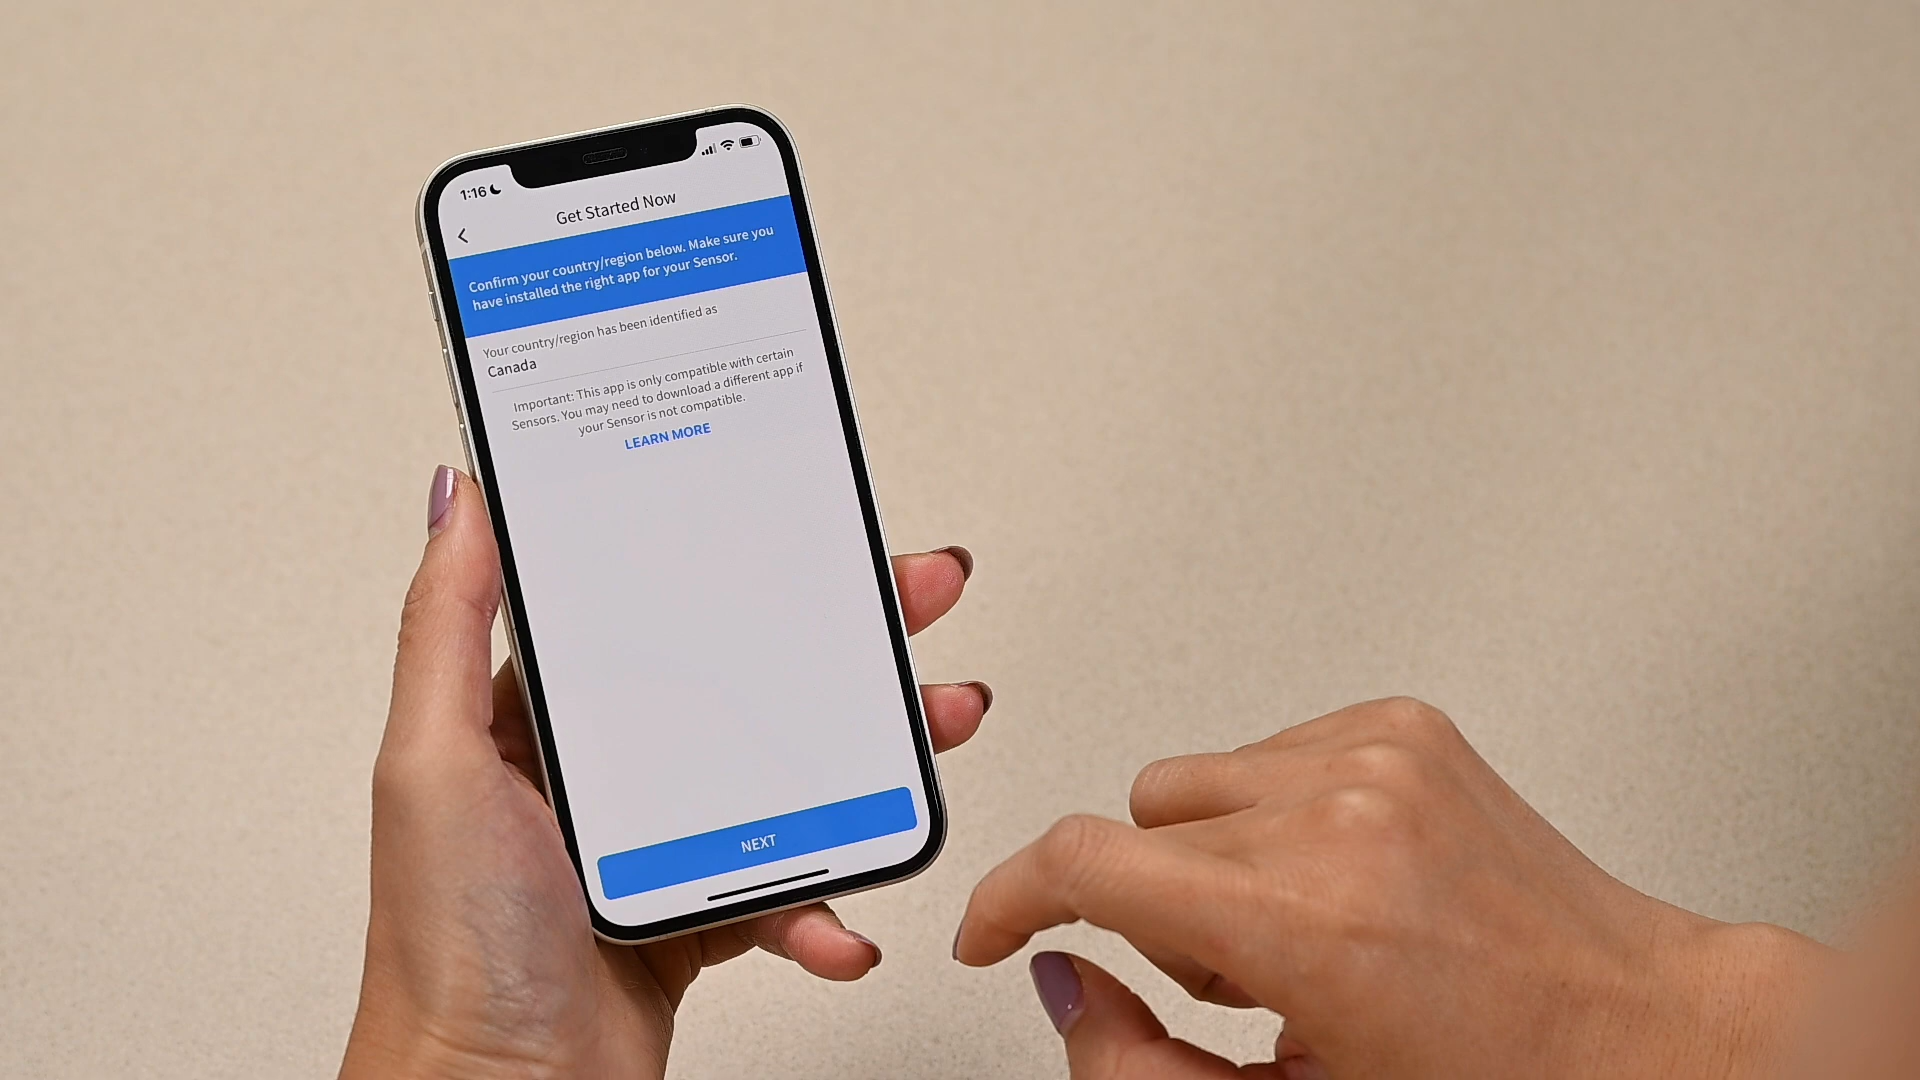 1:16
Get Started Now
Confirm your country/region below. Make sure you
have installed the right app for your Sensor.
Your country/region has been identified as
Canada
Important: This app is only compatible with certain
Sensors. You may need to download a different app if
your Sensor is not compatible.
LEARN MORE
NEXT